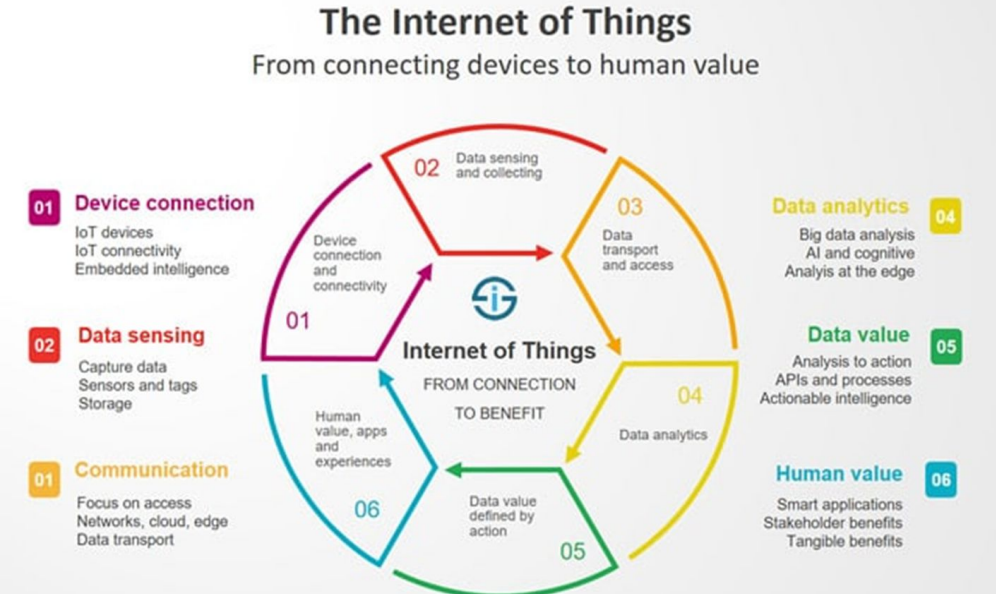 The Internet of Things
From connecting devices to human value
01
Device connection
IoT devices
IoT connectivity
Embedded intelligence
02
Data sensing
Capture data
Sensors and tags
Storage
01
Communication
Focus on access
Networks, cloud, edge
Data transport
02
Data sensing
and collecting
03
Data
transport
and access
Device
connection
and
connectivity
01
Internet of Things
FROM CONNECTION
TO BENEFIT
04
Data analytics
Human
value, apps
and
experiences
06
Data value
defined by
action
05
Data analytics
04
Big data analysis
AI and cognitive
Analyis at the edge
Data value
05
Analysis to action
APIs and processes
Actionable intelligence
Human value
06
Smart applications
Stakeholder benefits
Tangible benefits